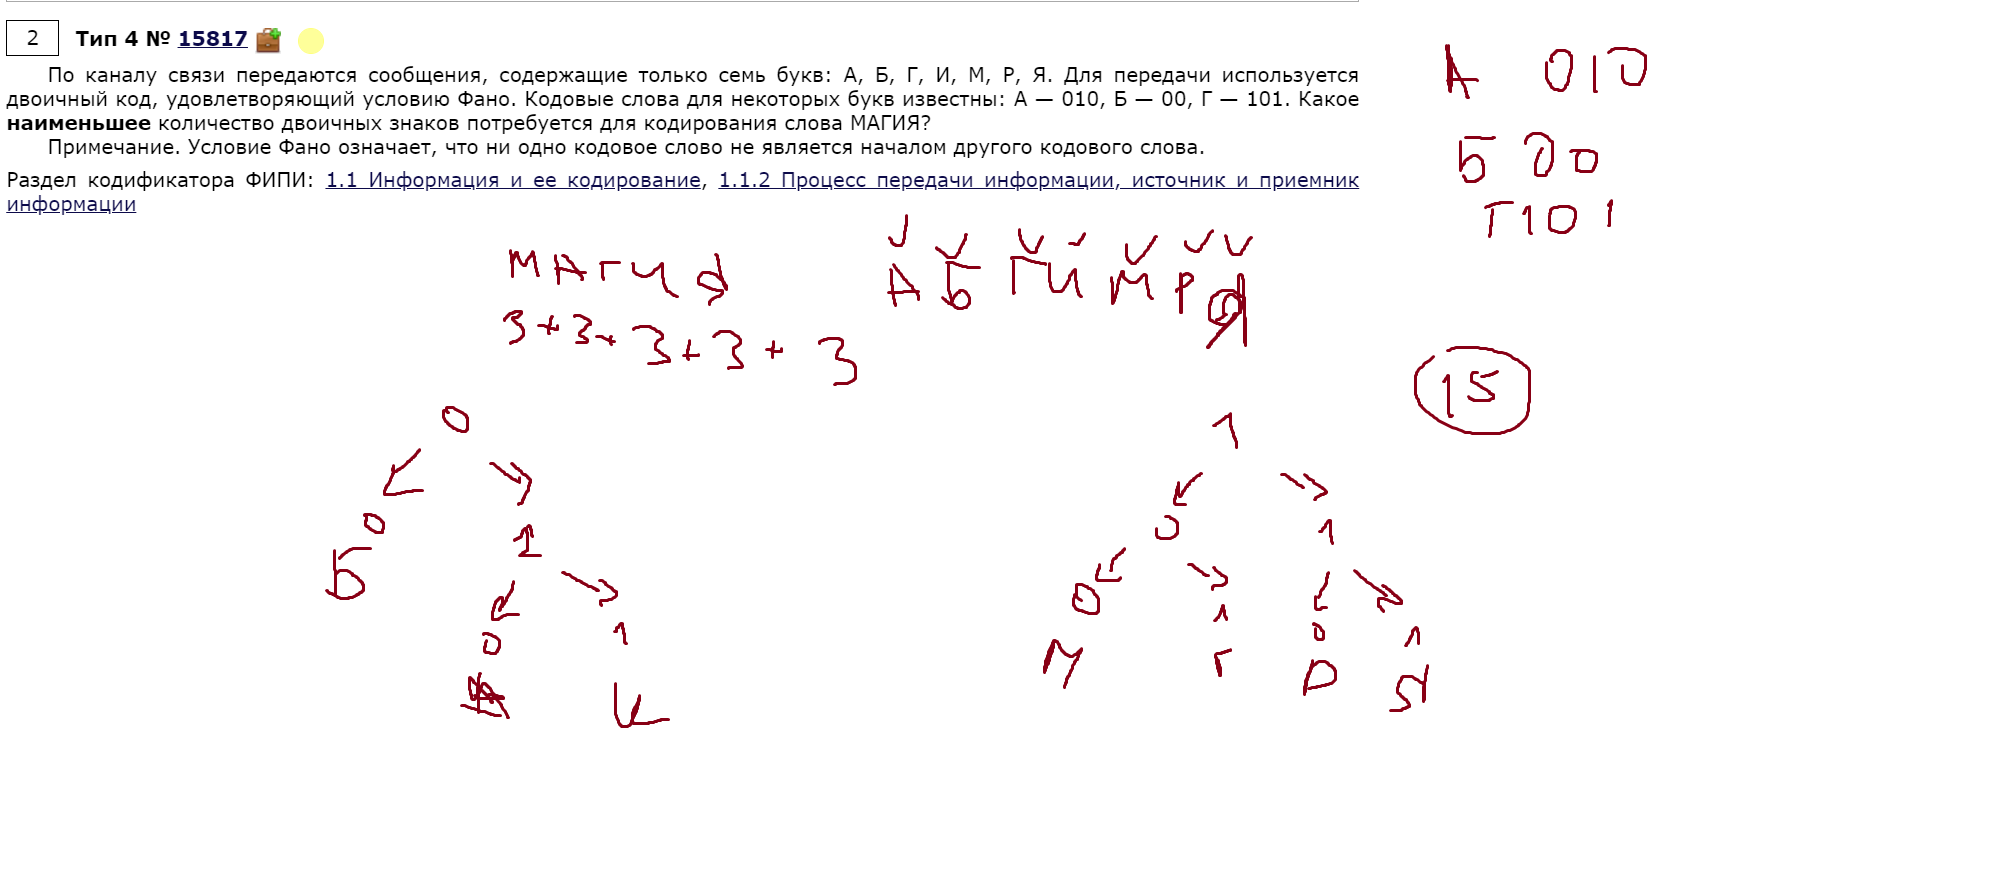 2 Тип 4 № 15817
По каналу связи передаются сообщения, содержащие только семь букв: А, Б, Г, И, М, Р, Я. Для передачи используется
двоичный код, удовлетворяющий условию Фано. Кодовые слова для некоторых букв известны: А — 010, Б — 00, Г — 101. Какое
наименьшее количество двоичных знаков потребуется для кодирования слова МАГИЯ?
Примечание. Условие Фано означает, что ни одно кодовое слово не является началом другого кодового слова.
Раздел кодификатора ФИПИ: 1.1 Информация и ее кодирование, 1.1.2 Процесс передачи информации, источник и приемник
информации
А 010
Б 00
Г 101
МАГИЯ
3+3+3+3+3
А Б Г И М Р Я
15
0 1
0 1 0 1
Б
0 1 0 1 0 1
А И М Г Р Я